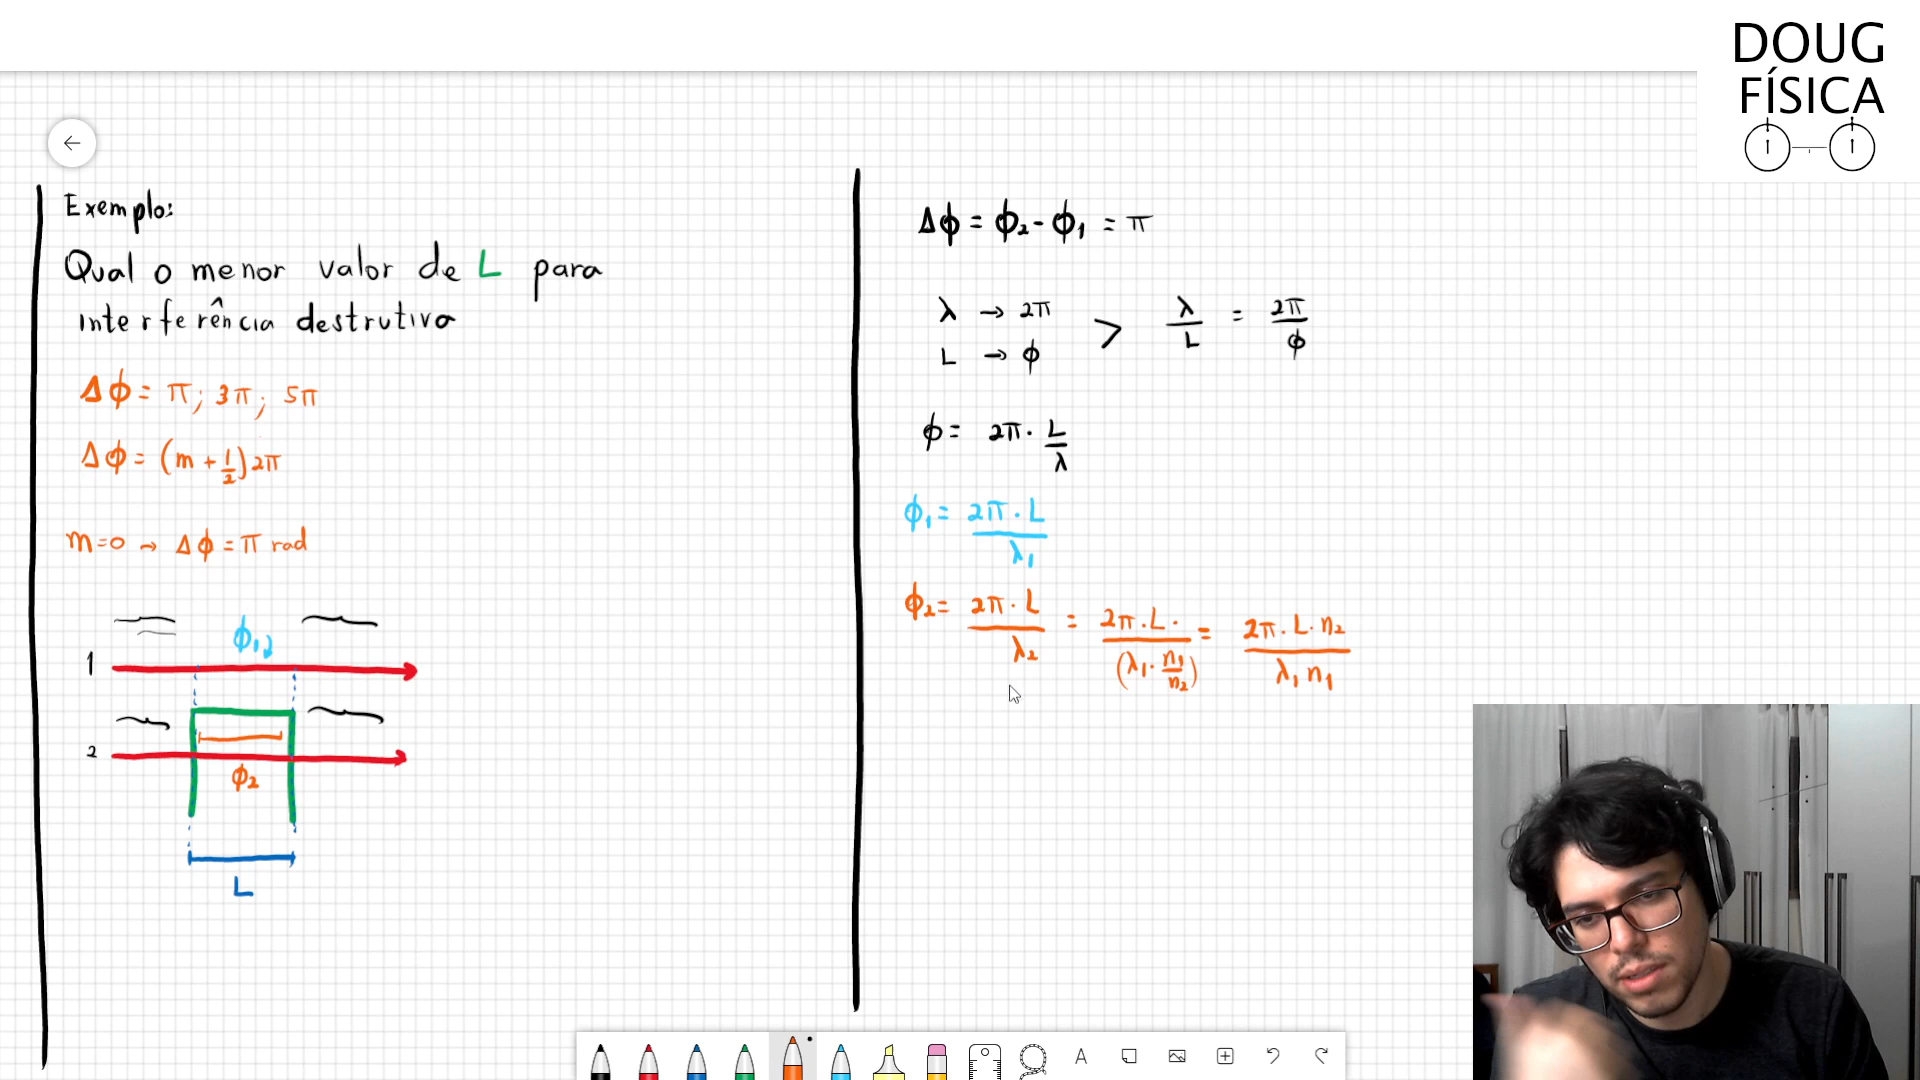 DOUG
FÍSICA
Exemplo:
Qual o menor valor de L para
interferência destrutiva
Δϕ = π; 3π; 5π
Δϕ = (m + 1/2) 2π
m=0 → Δϕ = π rad
ϕ1,2
1
2
ϕ2
L
Δϕ = ϕ2 - ϕ1 = π
λ → 2π
L → ϕ
> λ/L = 2π/ϕ
ϕ = 2π · L/λ
ϕ1 = 2π · L / λ1
ϕ2 = 2π · L / λ2 = 2π · L · / (λ1 · n1/n2) = 2π · L · n2 / λ1 n1
A